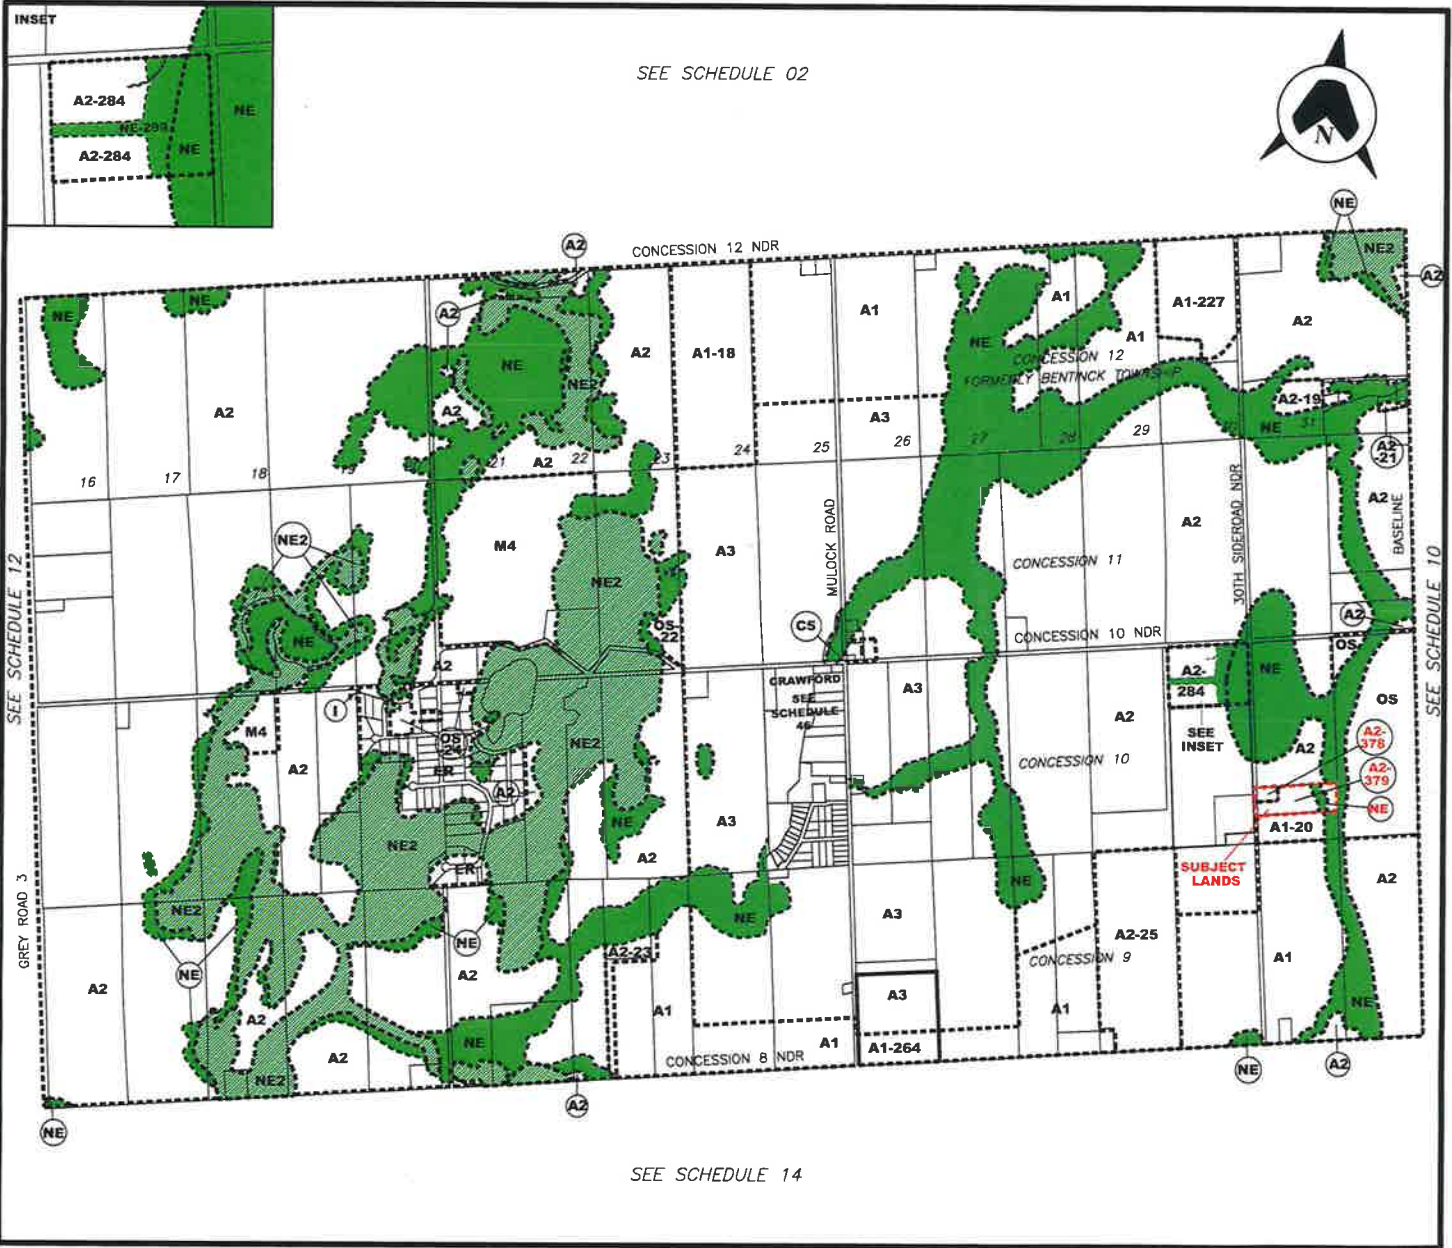 INSET
A2-284
NE
NE
A2-284
SEE SCHEDULE 02
N
A2
CONCESSION 12 NDR
NE
NE2
A2
NE
NE
A2
A1
A1
A1-227
A2
NE
A2
A1-18
A1
NE
CONCESSION 12
FORMERLY BENTINCK TOWNSHIP
NE2
A2
A2
A3
A2-19
NE
31
16
17
18
19
21
A2
22
23
24
25
26
27
28
29
A2
-21
A2
SEE SCHEDULE 12
NE2
M4
NE2
A3
MULOCK ROAD
CONCESSION 11
A2
30TH SIDEROAD NDR
BASELINE
SEE SCHEDULE 10
NE
OS-
22
CS
CONCESSION 10 NDR
A2
OS
A2
NE
A2-
284
OS
CRAWFORD
SEE
SCHEDULE
46
A3
A2
I
M4
OS
-24
NE2
SEE
INSET
A2
A2-
378
A2
ER
A2
CONCESSION 10
A2-
379
NE
NE
A3
A1-20
NE2
A2
ER
SUBJECT
LANDS
NE
A2
GREY ROAD 3
NE2
NE
A3
A2-25
NE
NE
A2-23
CONCESSION 9
A1
A2
A2
A3
A1
A1
NE
A2
NE
A1
A1-264
A2
CONCESSION 8 NDR
NE2
NE
A2
NE
A2
SEE SCHEDULE 14